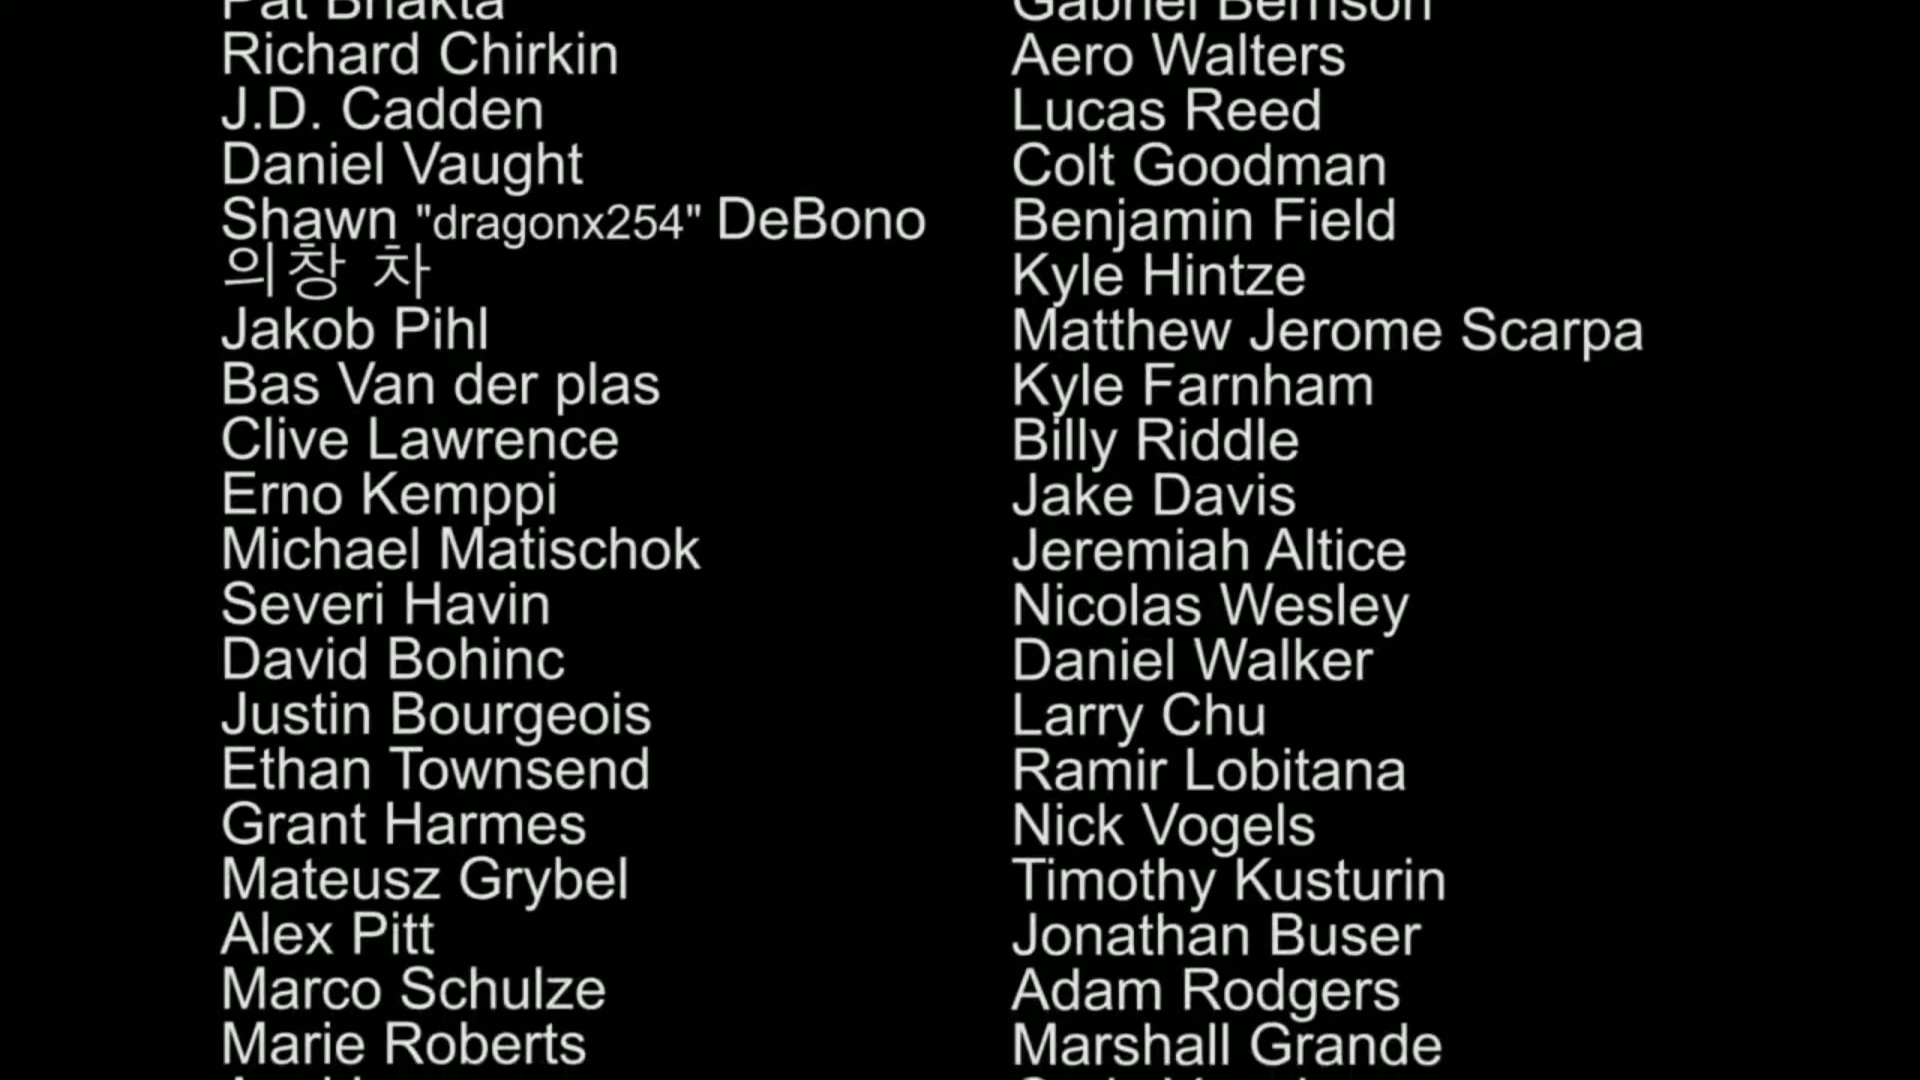 Pat Bhakta
Richard Chirkin
J.D. Cadden
Daniel Vaught
Shawn "dragonx254" DeBono
의창 차
Jakob Pihl
Bas Van der plas
Clive Lawrence
Erno Kemppi
Michael Matischok
Severi Havin
David Bohinc
Justin Bourgeois
Ethan Townsend
Grant Harmes
Mateusz Grybel
Alex Pitt
Marco Schulze
Marie Roberts
Gabriel Berrison
Aero Walters
Lucas Reed
Colt Goodman
Benjamin Field
Kyle Hintze
Matthew Jerome Scarpa
Kyle Farnham
Billy Riddle
Jake Davis
Jeremiah Altice
Nicolas Wesley
Daniel Walker
Larry Chu
Ramir Lobitana
Nick Vogels
Timothy Kusturin
Jonathan Buser
Adam Rodgers
Marshall Grande